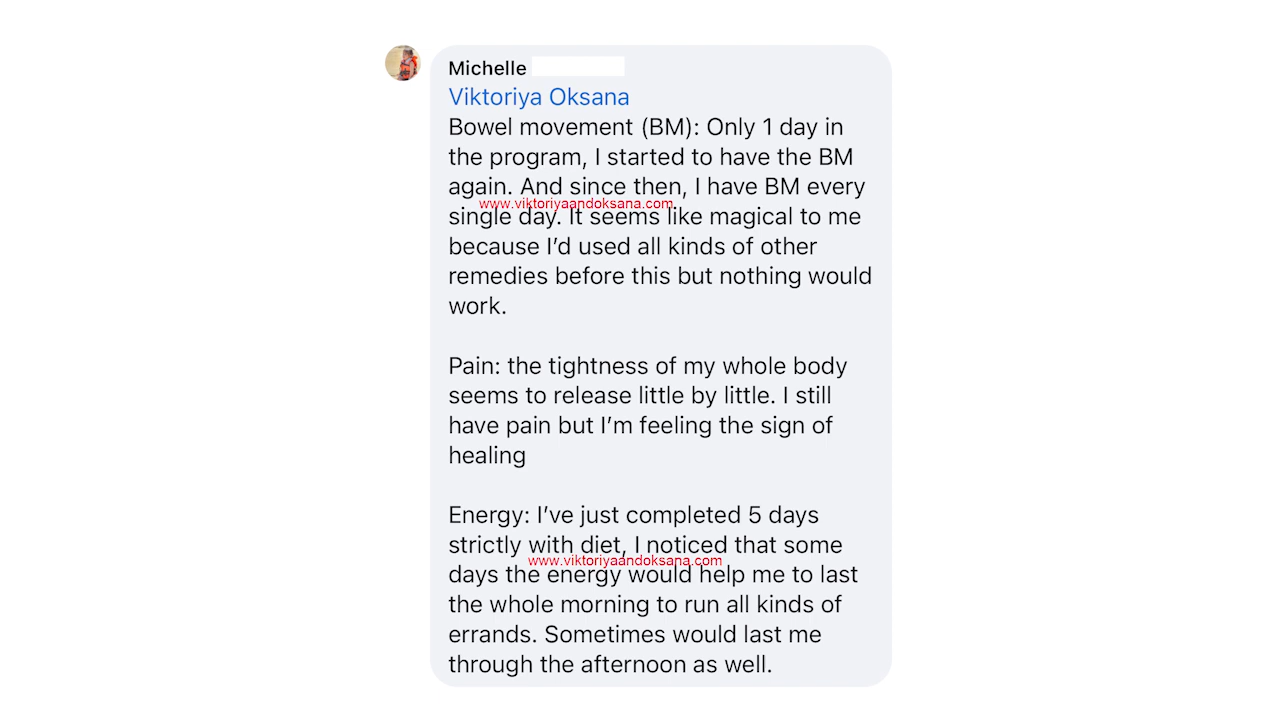 Michelle
Viktoriya Oksana
Bowel movement (BM): Only 1 day in
the program, I started to have the BM
again. And since then, I have BM every
www.viktoriyaandoksana.com
single day. It seems like magical to me
because I’d used all kinds of other
remedies before this but nothing would
work.
Pain: the tightness of my whole body
seems to release little by little. I still
have pain but I’m feeling the sign of
healing
Energy: I’ve just completed 5 days
strictly with diet, I noticed that some
www.viktoriyaandoksana.com
days the energy would help me to last
the whole morning to run all kinds of
errands. Sometimes would last me
through the afternoon as well.